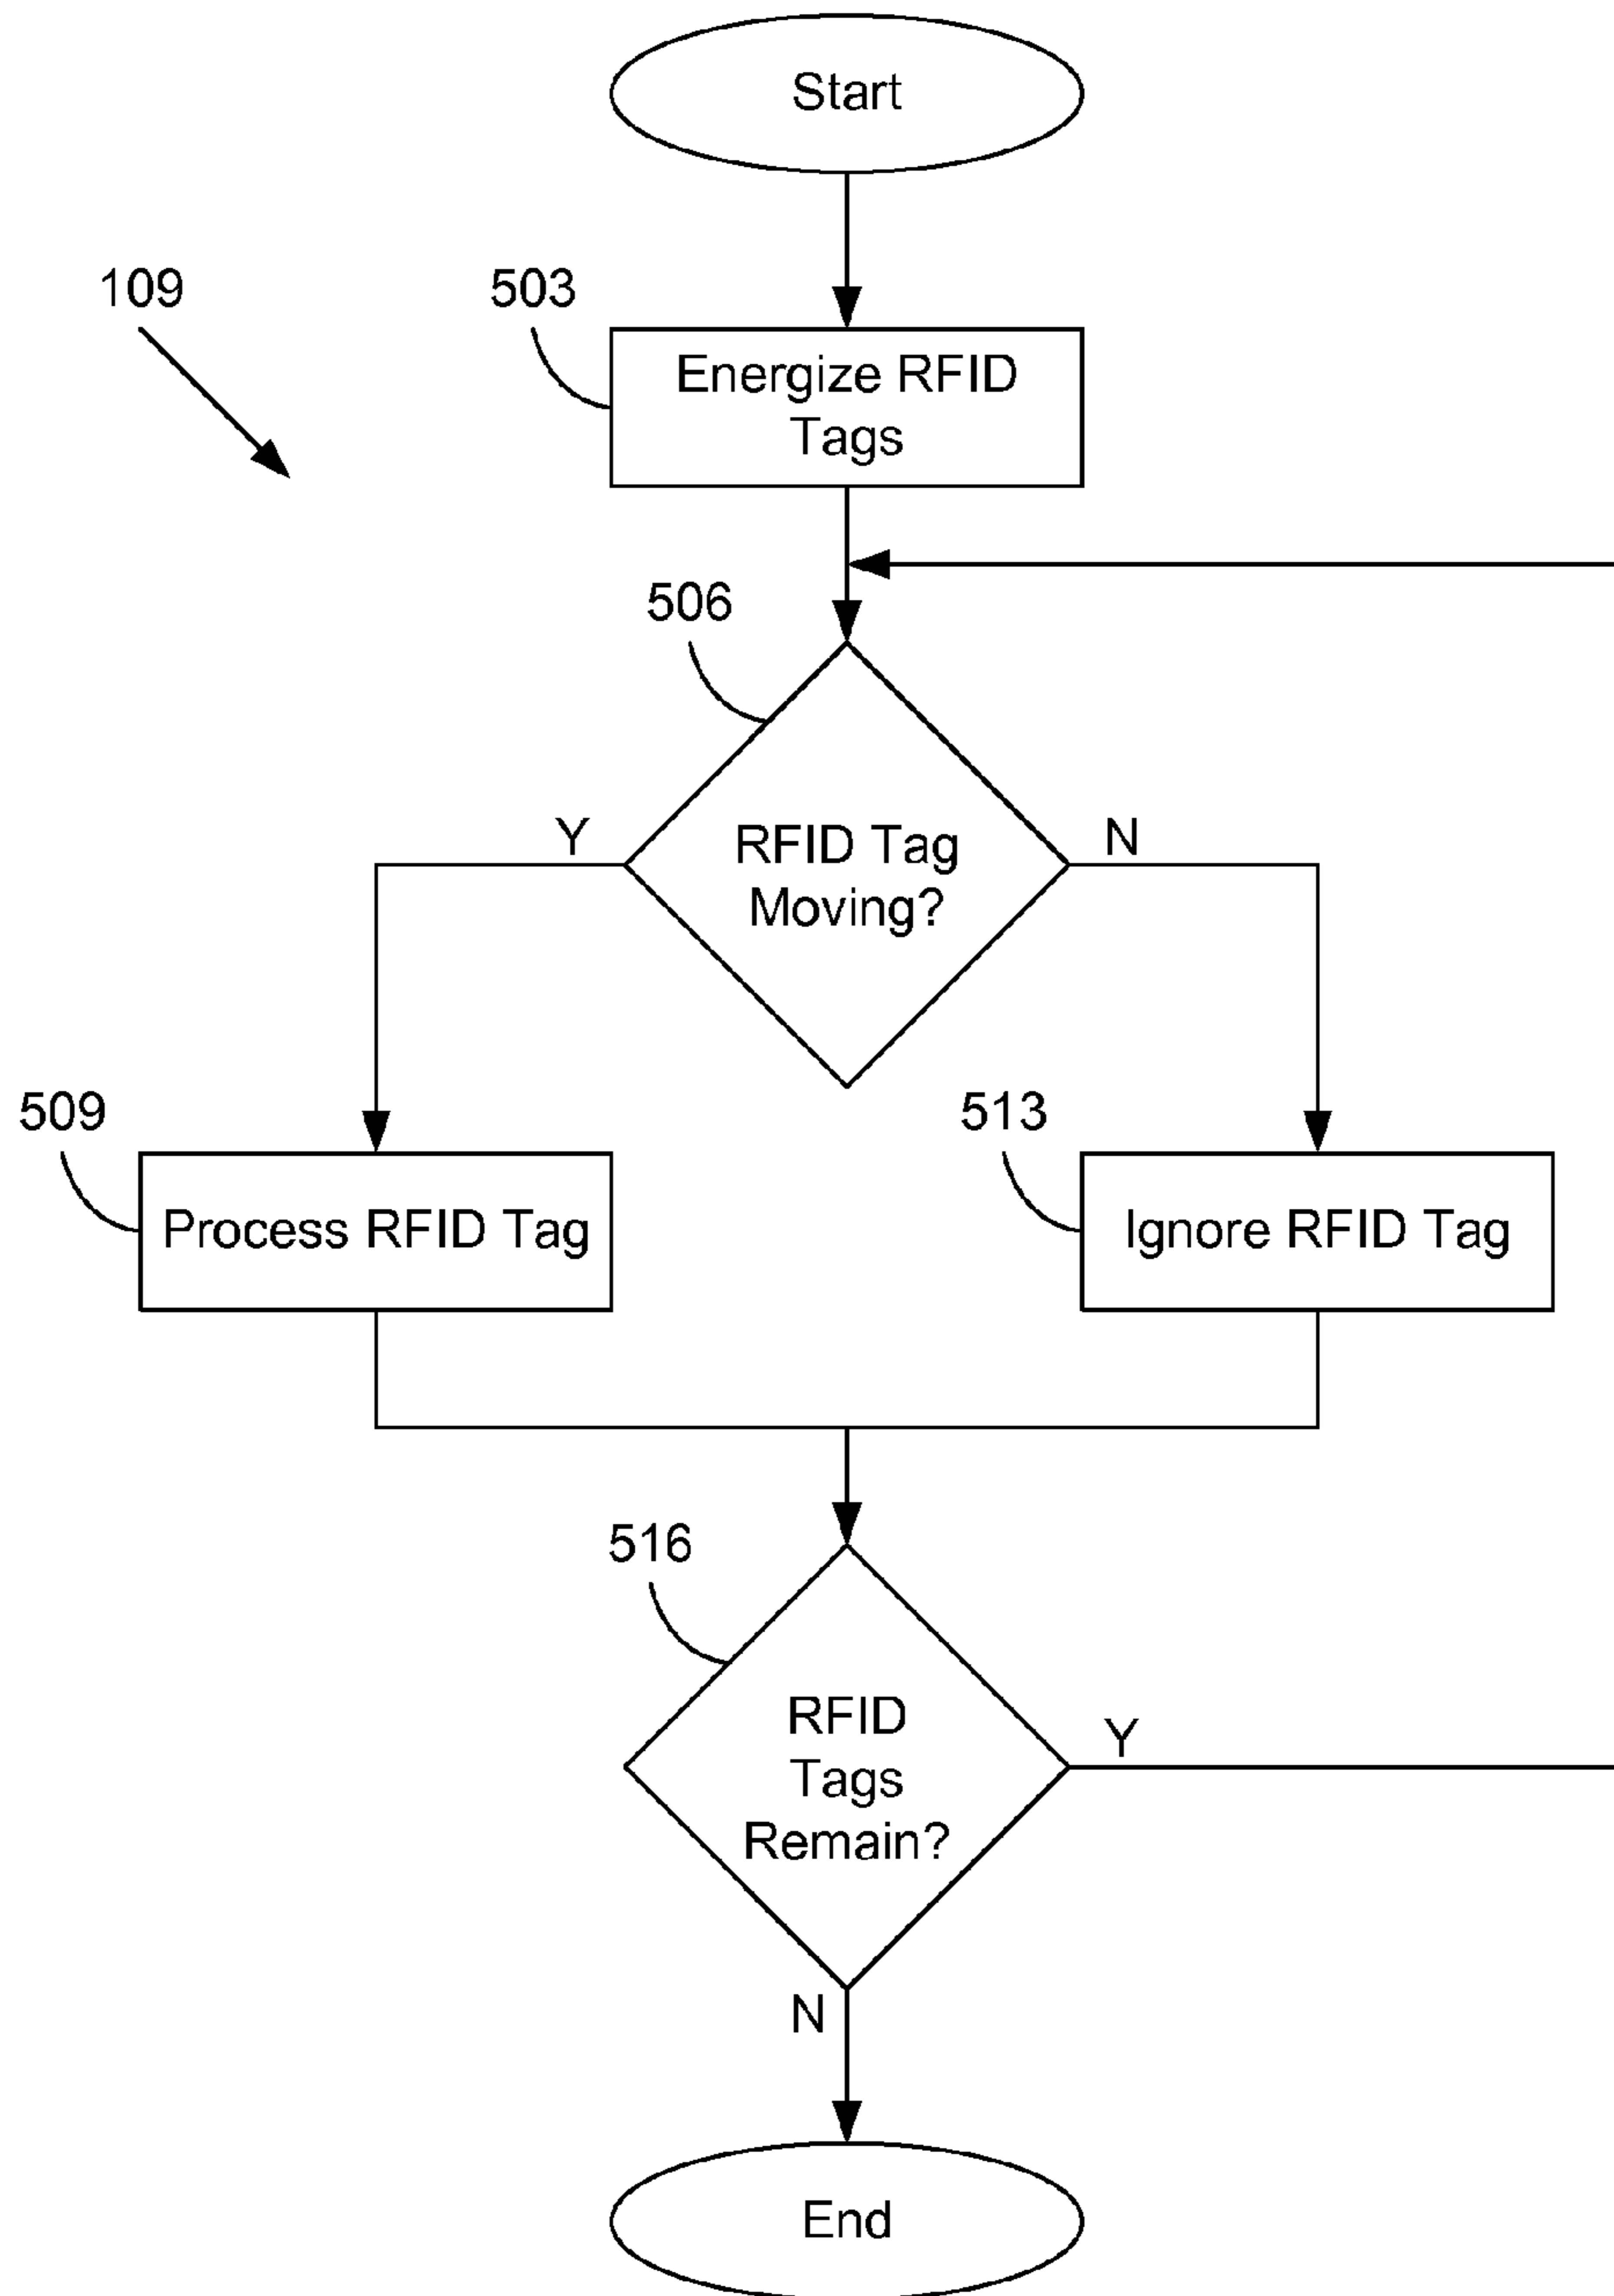 Start
109
503
Energize RFID
Tags
506
Y
N
RFID Tag
Moving?
509
513
Process RFID Tag
Ignore RFID Tag
516
RFID
Tags
Remain?
Y
N
End